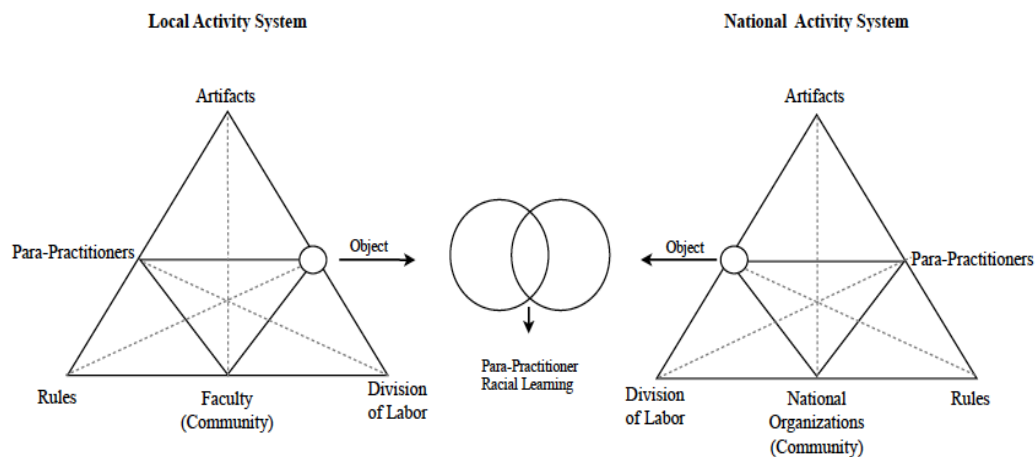 Local Activity System
National Activity System
Artifacts
Artifacts
Para-Practitioners
Object
Object
Para-Practitioners
Para-Practitioner
Racial Learning
Rules
Faculty
(Community)
Division
of Labor
Division
of Labor
National
Organizations
(Community)
Rules